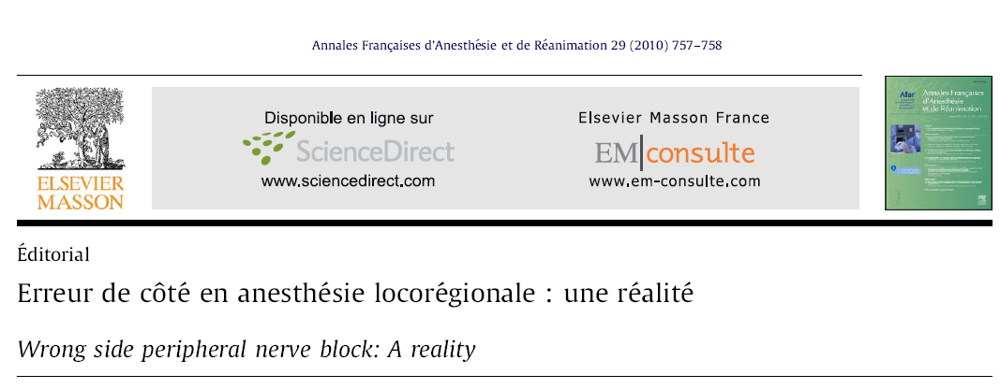 Annales Françaises d'Anesthésie et de Réanimation 29 (2010) 757–758
ELSEVIER
MASSON
Disponible en ligne sur
ScienceDirect
www.sciencedirect.com
Elsevier Masson France
EM|consulte
www.em-consulte.com
Afar
Annales Françaises
d'Anesthésie
et de Réanimation
Éditorial
Erreur de côté en anesthésie locorégionale : une réalité
Wrong side peripheral nerve block: A reality